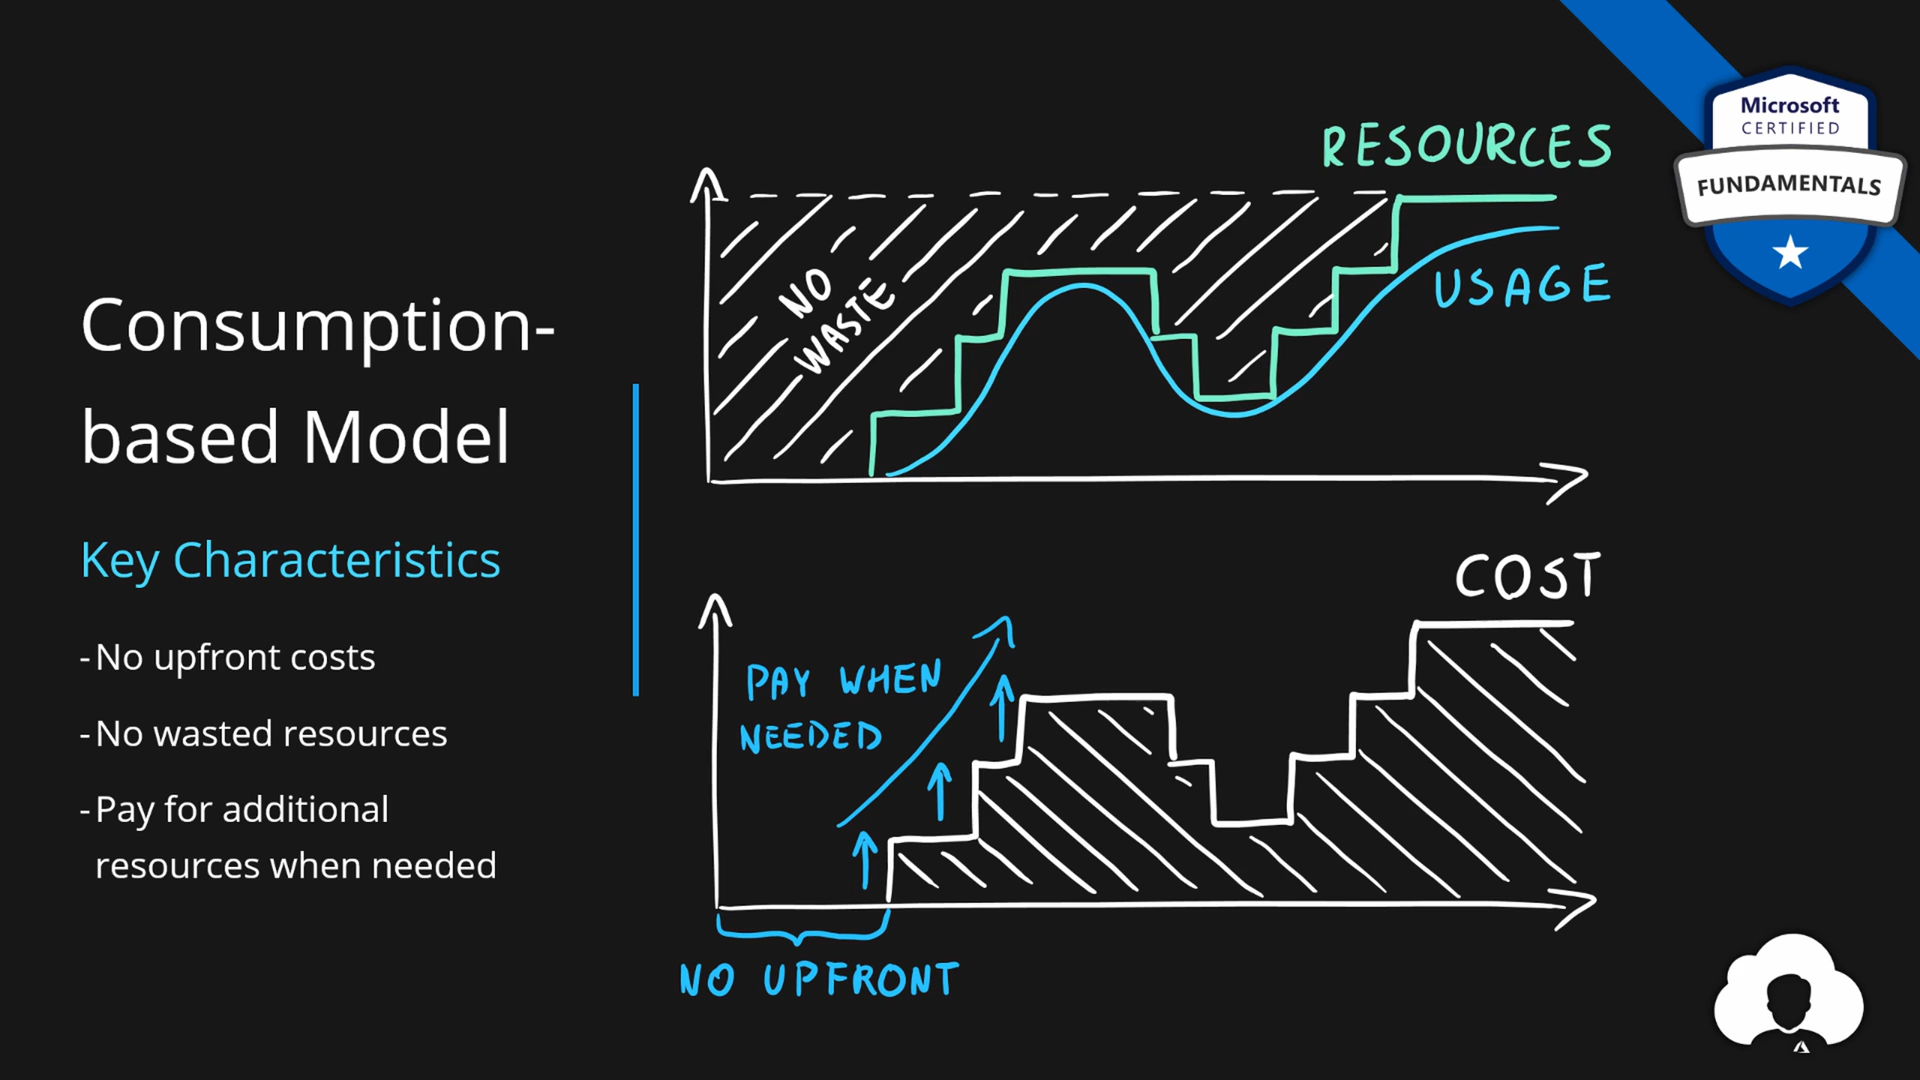 Consumption-
based Model
Key Characteristics
-No upfront costs
-No wasted resources
-Pay for additional
resources when needed
RESOURCES
USAGE
NO
WASTE
COST
PAY WHEN
NEEDED
NO UPFRONT
Microsoft
CERTIFIED
FUNDAMENTALS